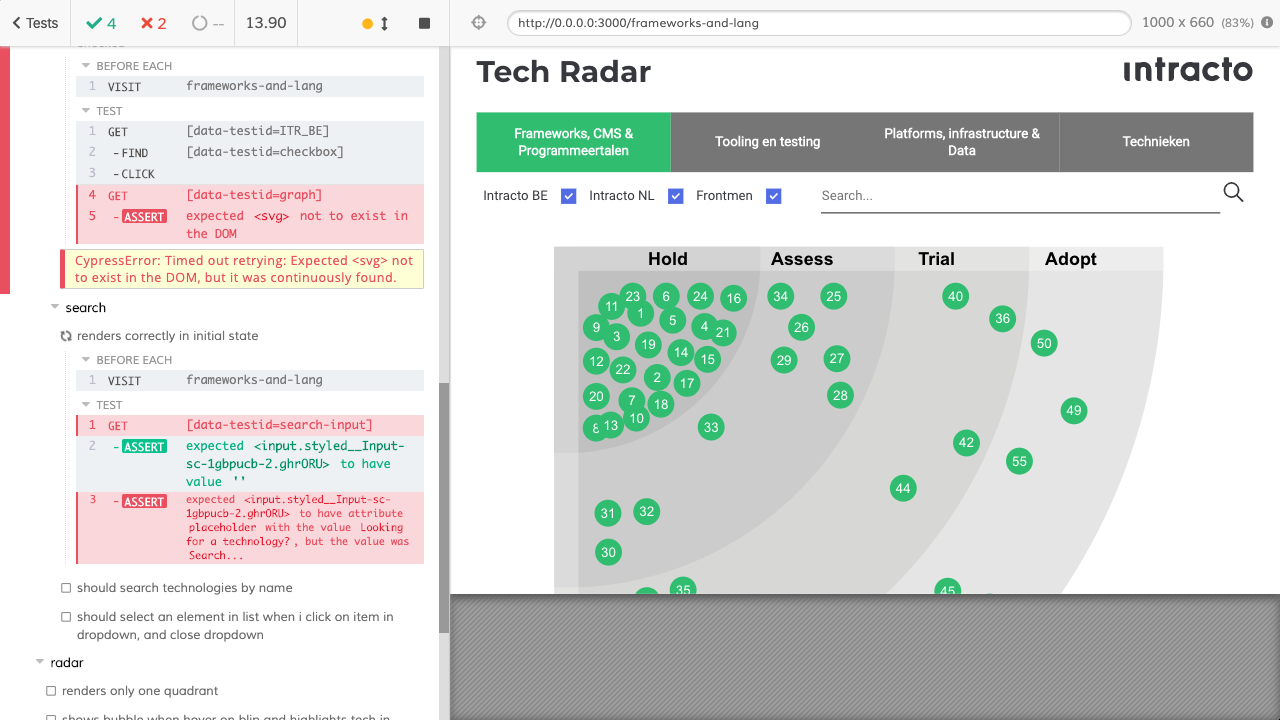 Tests
4
2
--
13.90
http://0.0.0.0:3000/frameworks-and-lang
1000 x 660 (83%)
BEFORE EACH
1 VISIT frameworks-and-lang
TEST
1 GET [data-testid=ITR_BE]
2 -FIND [data-testid=checkbox]
3 -CLICK
4 GET [data-testid=graph]
5 -ASSERT expected <svg> not to exist in
the DOM
CypressError: Timed out retrying: Expected <svg> not
to exist in the DOM, but it was continuously found.
search
renders correctly in initial state
BEFORE EACH
1 VISIT frameworks-and-lang
TEST
1 GET [data-testid=search-input]
2 -ASSERT expected <input.styled__Input-
sc-1gbpucb-2.ghrORU> to have
value ''
3 -ASSERT expected <input.styled__Input-sc-
1gbpucb-2.ghrORU> to have attribute
placeholder with the value Looking
for a technology?, but the value was
Search...
should search technologies by name
should select an element in list when i click on item in
dropdown, and close dropdown
radar
renders only one quadrant
shows bubble when hover on blip and highlights tech in
Tech Radar
intracto
Frameworks, CMS &
Programmeertalen
Tooling en testing
Platforms, infrastructure &
Data
Technieken
Intracto BE Intracto NL Frontmen Search...
Hold Assess Trial Adopt
23 6 24 16 34 25 40
11 1 5 4 21 26 36
9 3 19 14 15 29 27 50
12 22 2 17 28
20 7 18 49
8 13 10 33 42
55
44
31 32
30
35 45